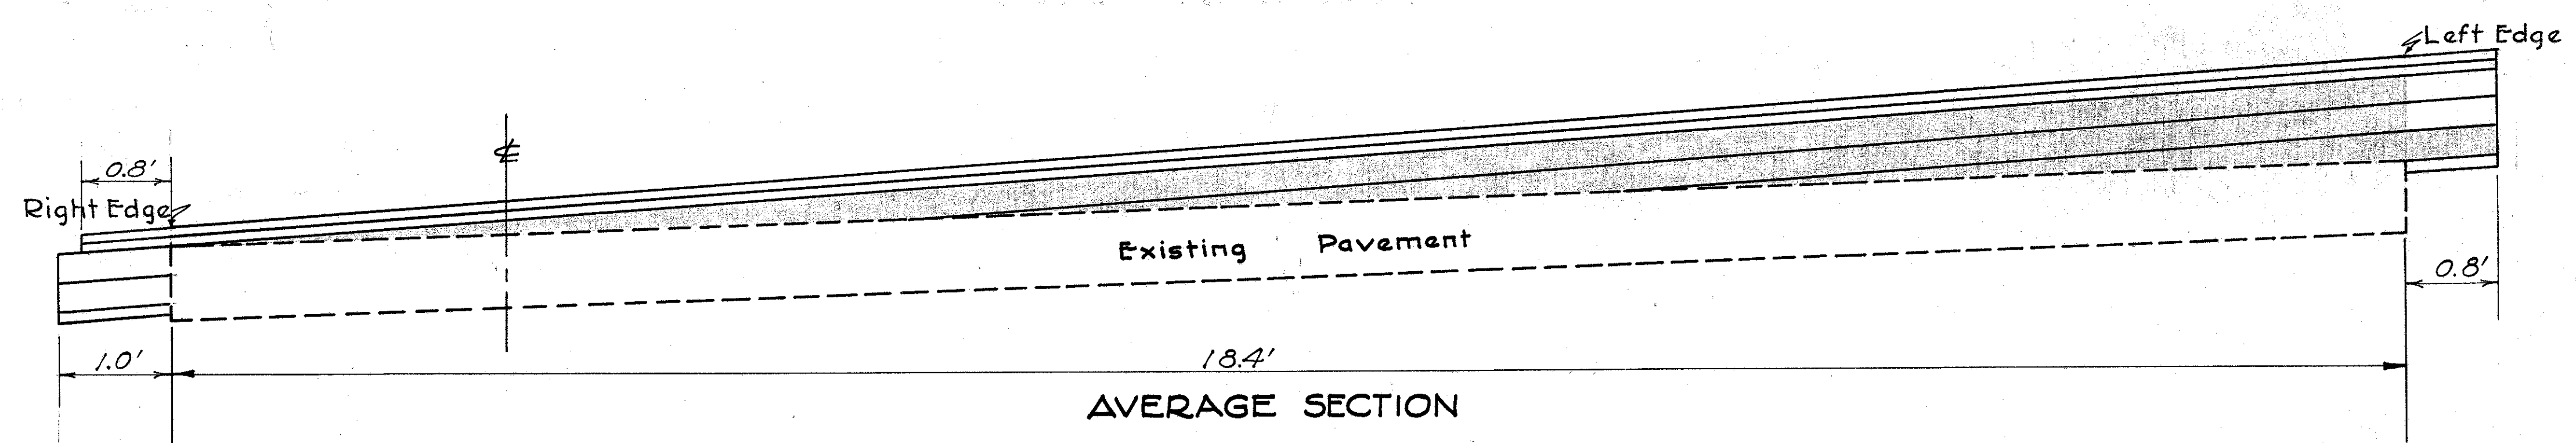 Left Edge
0.8'
Right Edge
℄
Existing Pavement
0.8'
1.0'
18.4'
AVERAGE SECTION